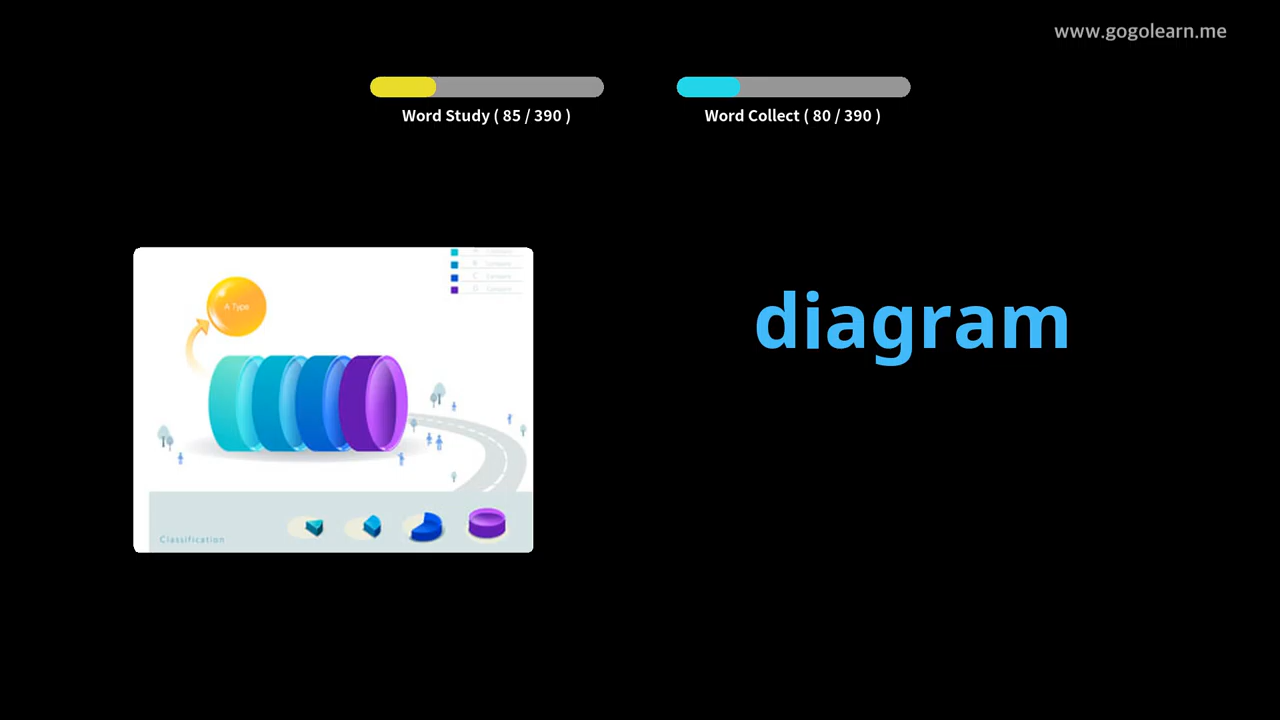 www.gogolearn.me
Word Study ( 85 / 390 )
Word Collect ( 80 / 390 )
diagram
A Type
B
C
D
Classification